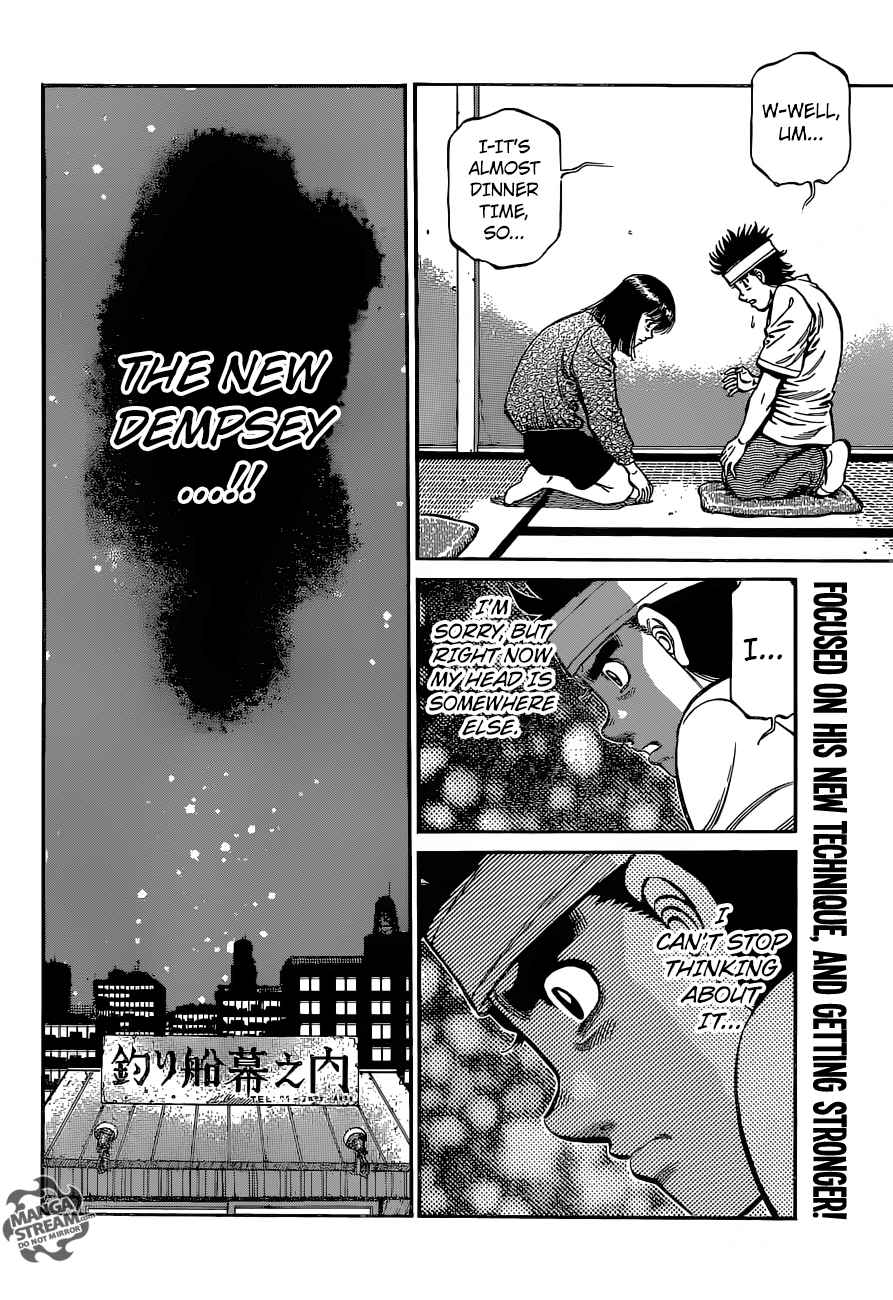 W-WELL,
UM...
I-IT'S
ALMOST
DINNER
TIME,
SO...
I...
I'M
SORRY, BUT
RIGHT NOW
MY HEAD IS
SOMEWHERE
ELSE.
I
CAN'T STOP
THINKING
ABOUT
IT...
FOCUSED ON HIS NEW TECHNIQUE, AND GETTING STRONGER!
THE NEW
DEMPSEY
...!!
釣り船幕之内
TEL:
MANGA
STREAM.com
DO NOT MIRROR